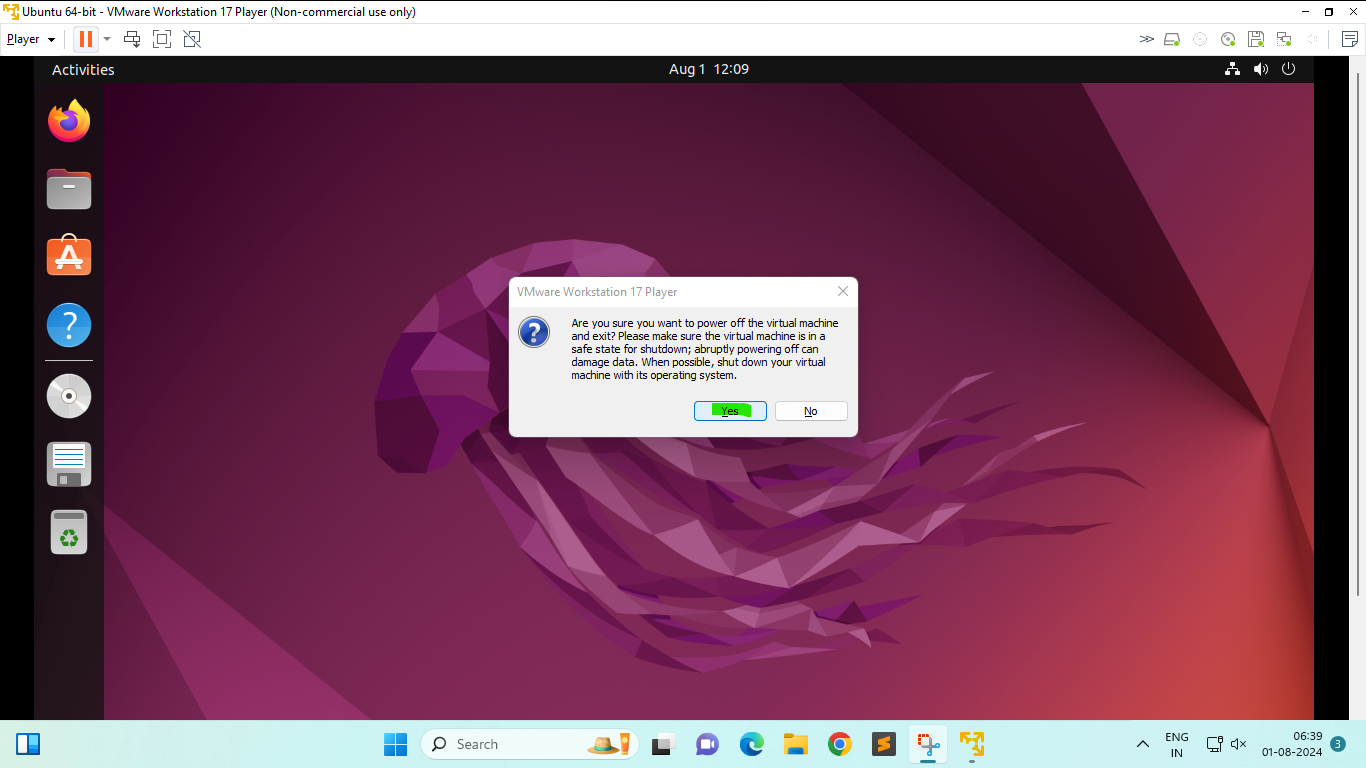 Ubuntu 64-bit - VMware Workstation 17 Player (Non-commercial use only)
Player
Activities
Aug 1 12:09
VMware Workstation 17 Player
Are you sure you want to power off the virtual machine
and exit? Please make sure the virtual machine is in a
safe state for shutdown; abruptly powering off can
damage data. When possible, shut down your virtual
machine with its operating system.
Yes
No
Search
ENG
IN
06:39
01-08-2024
3